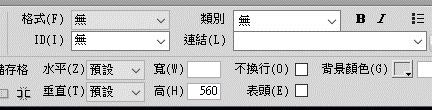 格式(F) 無 類別 無 B I
ID(I) 無 連結(L)
儲存格 水平(Z) 預設 寬(W) 不換行(O) 背景顏色(G)
垂直(T) 預設 高(H) 560 表頭(E)